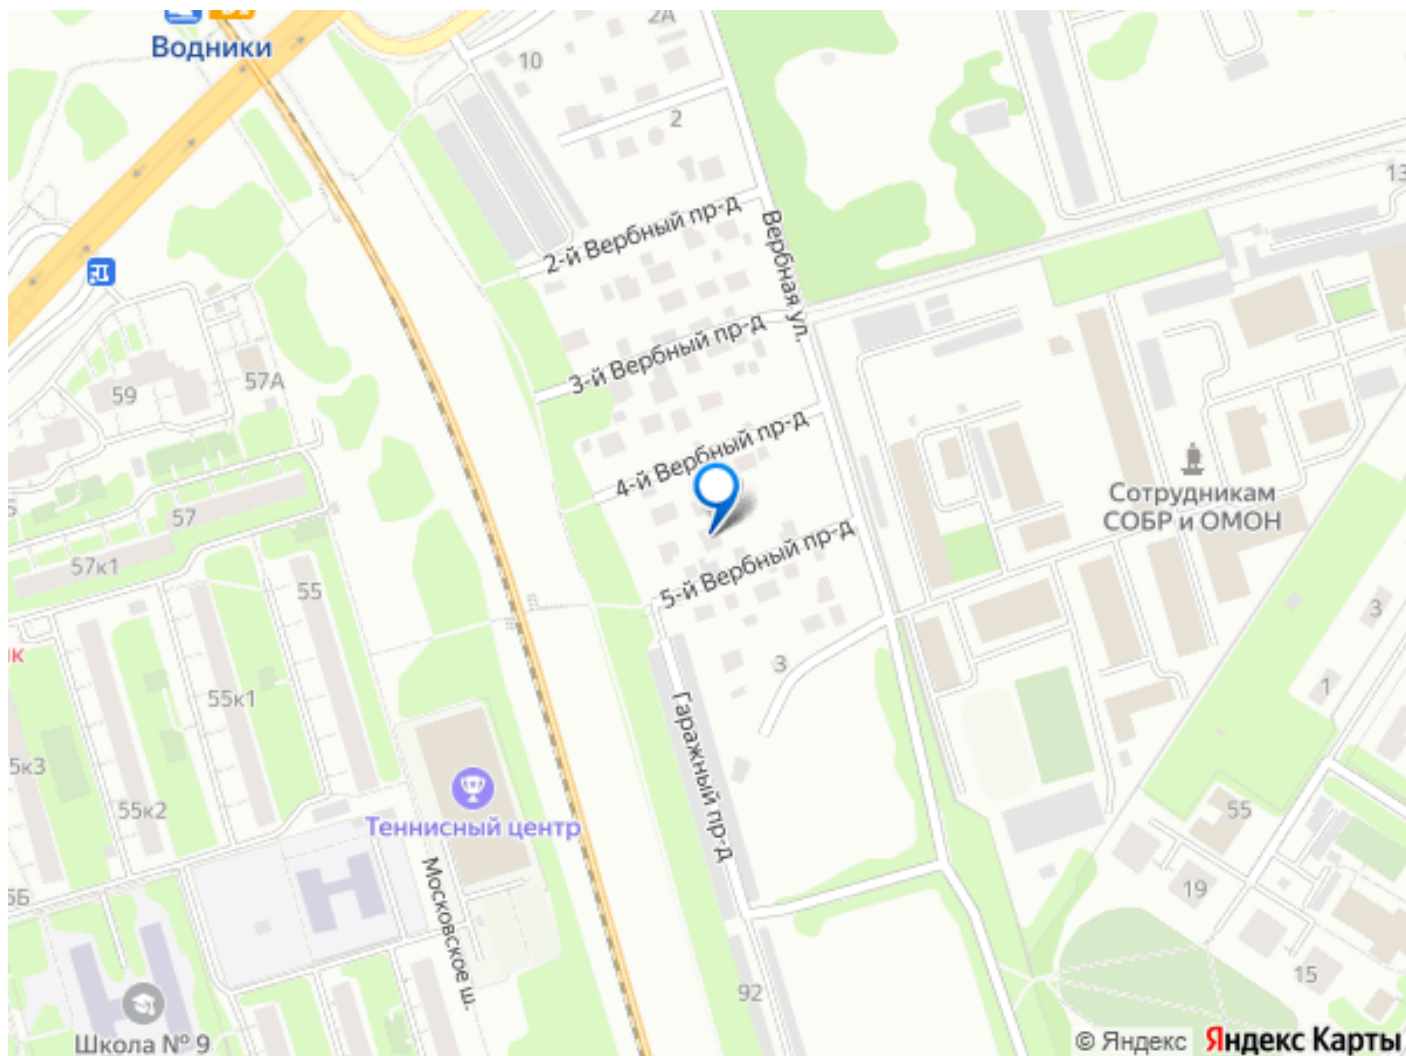 Водники
2А
10
2
13
2-й Вербный пр-д
Вербная ул.
3-й Вербный пр-д
59
57А
4-й Вербный пр-д
Сотрудникам
СОБР и ОМОН
57
57к1
55
5-й Вербный пр-д
3
3
1
к
55к1
5к3
55к2
Гаражный пр-д
Теннисный центр
55
19
15
5Б
Московское ш.
92
Школа № 9
© Яндекс Яндекс Карты